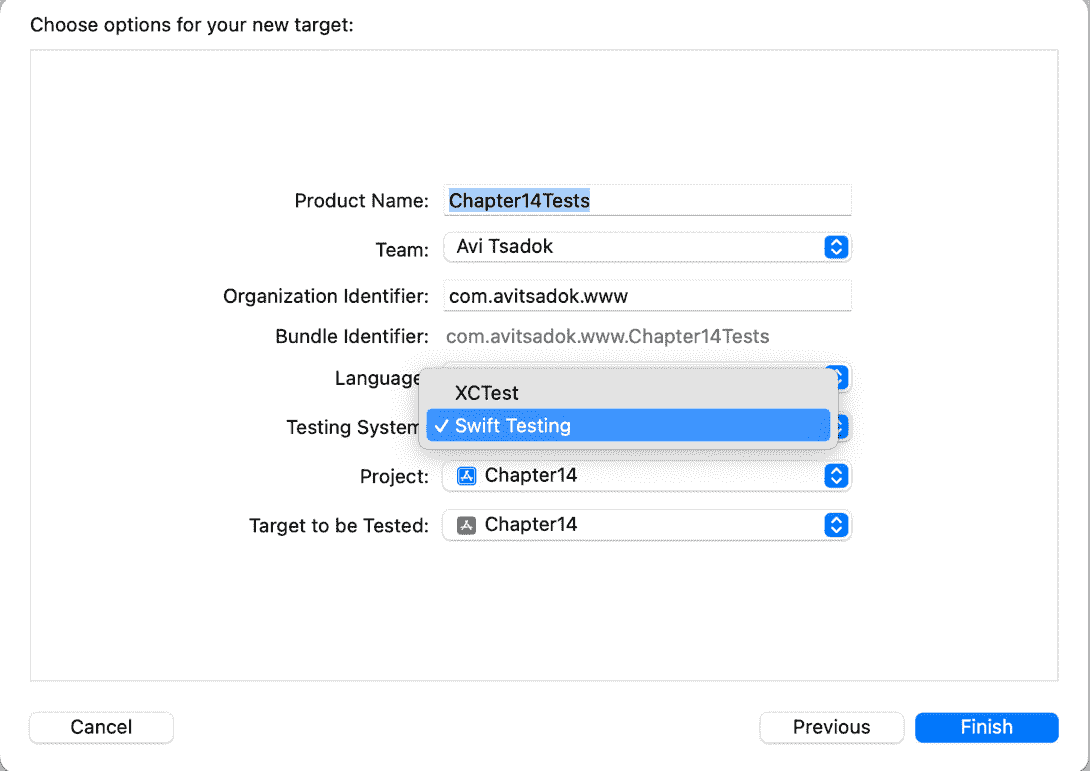 Choose options for your new target:
Product Name: Chapter14Tests
Team: Avi Tsadok
Organization Identifier: com.avitsadok.www
Bundle Identifier: com.avitsadok.www.Chapter14Tests
Language
XCTest
Testing System ✓ Swift Testing
Project: Chapter14
Target to be Tested: Chapter14
Cancel Previous Finish